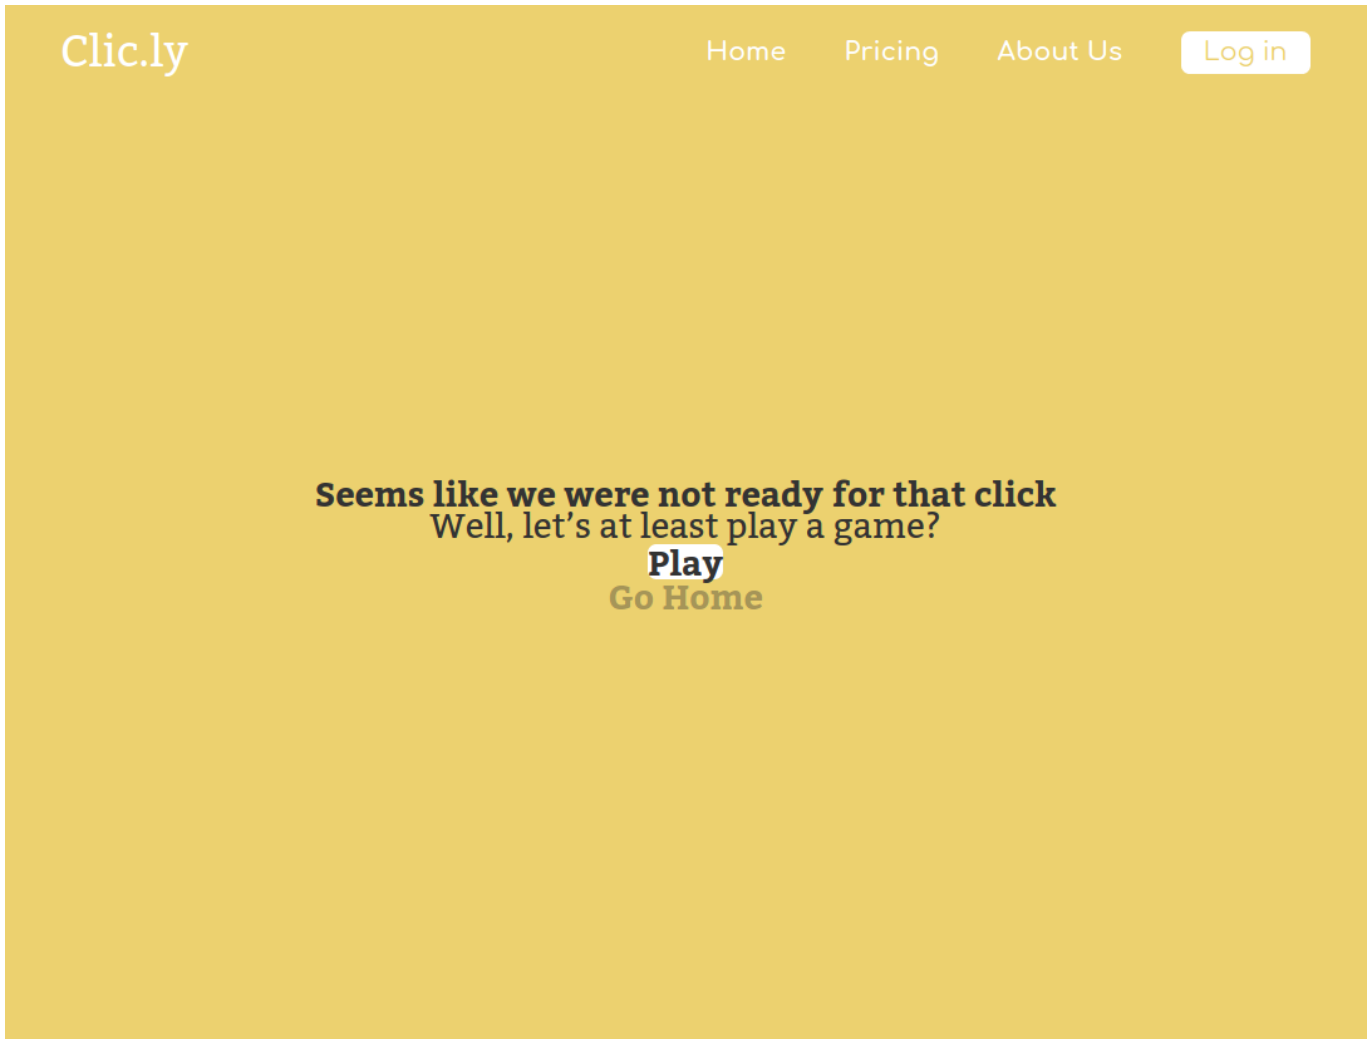 Clic.ly
Home Pricing About Us Log in
Seems like we were not ready for that click
Well, let’s at least play a game?
Play
Go Home